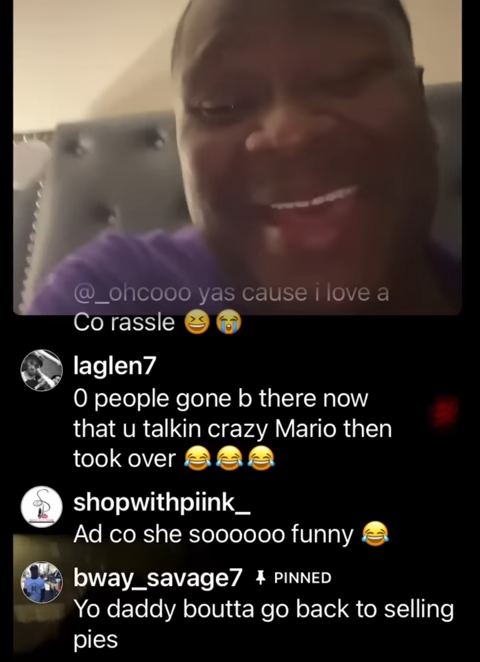 @_ohcooo yas cause i love a
Co rassle 😆😭
laglen7
0 people gone b there now
that u talkin crazy Mario then
took over 😂😂😂
shopwithpiink_
Ad co she soooooo funny 😂
bway_savage7 PINNED
Yo daddy boutta go back to selling
pies